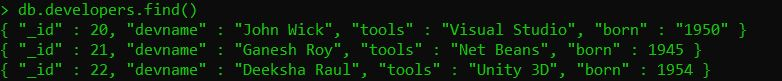 > db.developers.find()
{ "_id" : 20, "devname" : "John Wick", "tools" : "Visual Studio", "born" : "1950" }
{ "_id" : 21, "devname" : "Ganesh Roy", "tools" : "Net Beans", "born" : 1945 }
{ "_id" : 22, "devname" : "Deeksha Raul", "tools" : "Unity 3D", "born" : 1954 }